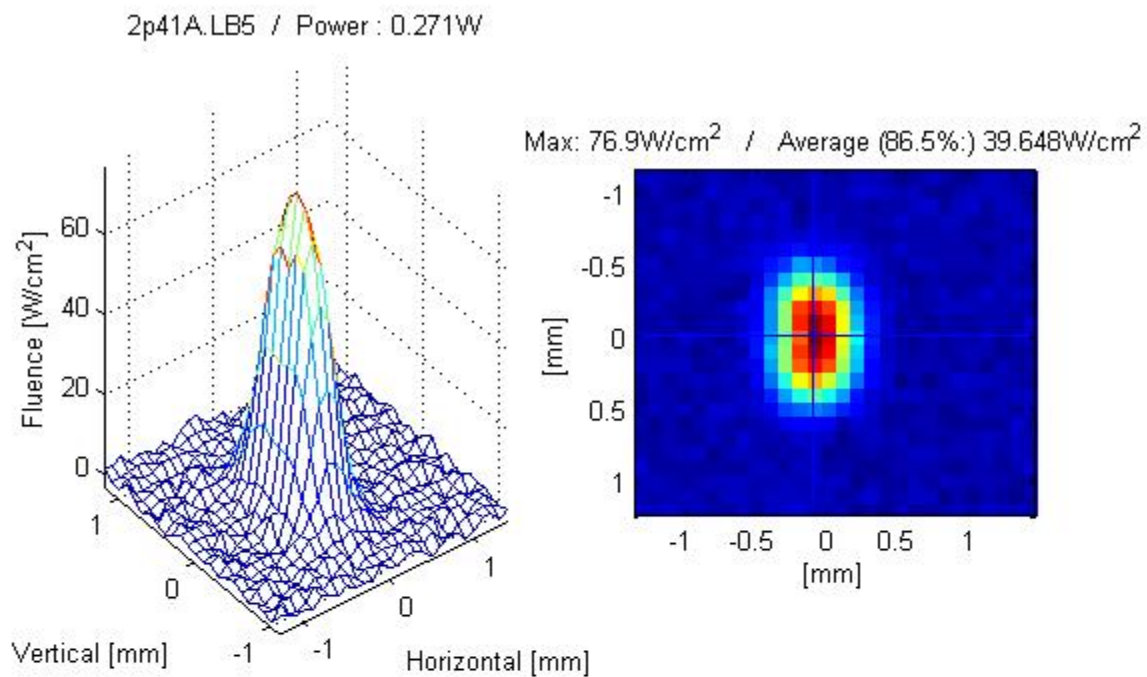 2p41A.LB5 / Power : 0.271W
Fluence [W/cm2]
60
40
20
0
1
0
-1
Vertical [mm]
-1
0
1
Horizontal [mm]
Max: 76.9W/cm2 / Average (86.5%:) 39.648W/cm2
[mm]
-1
-0.5
0
0.5
1
-1 -0.5 0 0.5 1
[mm]